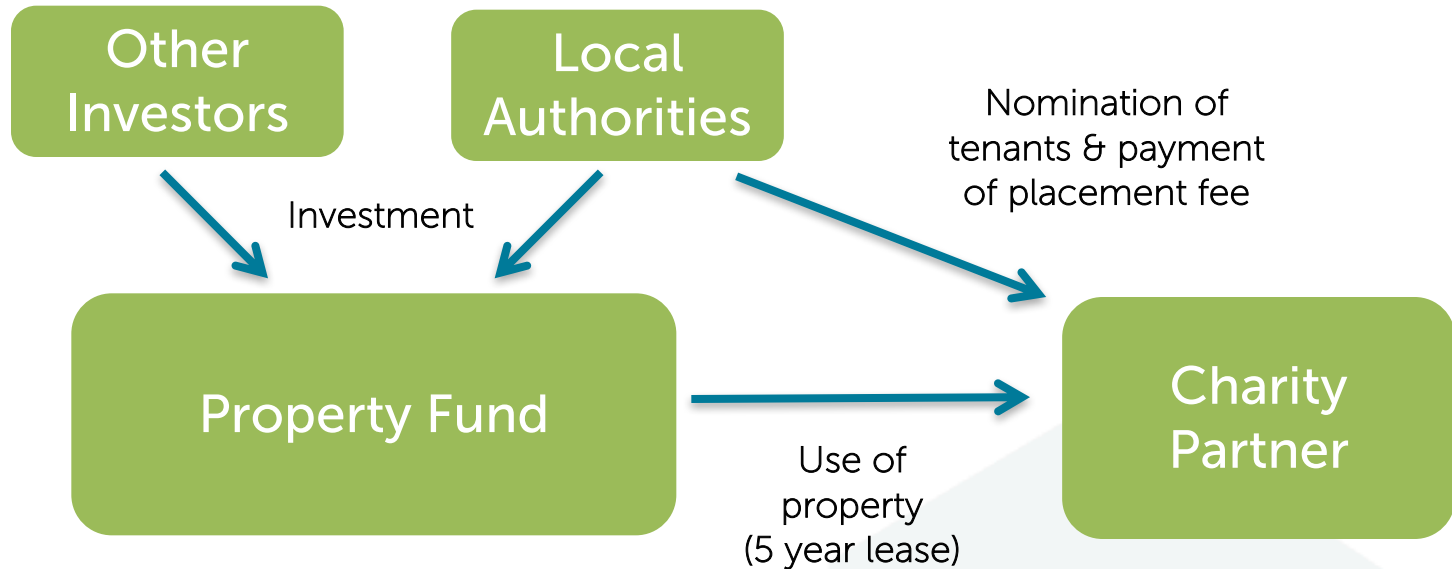 Other
Investors
Local
Authorities
Nomination of
tenants & payment
of placement fee
Investment
Property Fund
Charity
Partner
Use of
property
(5 year lease)